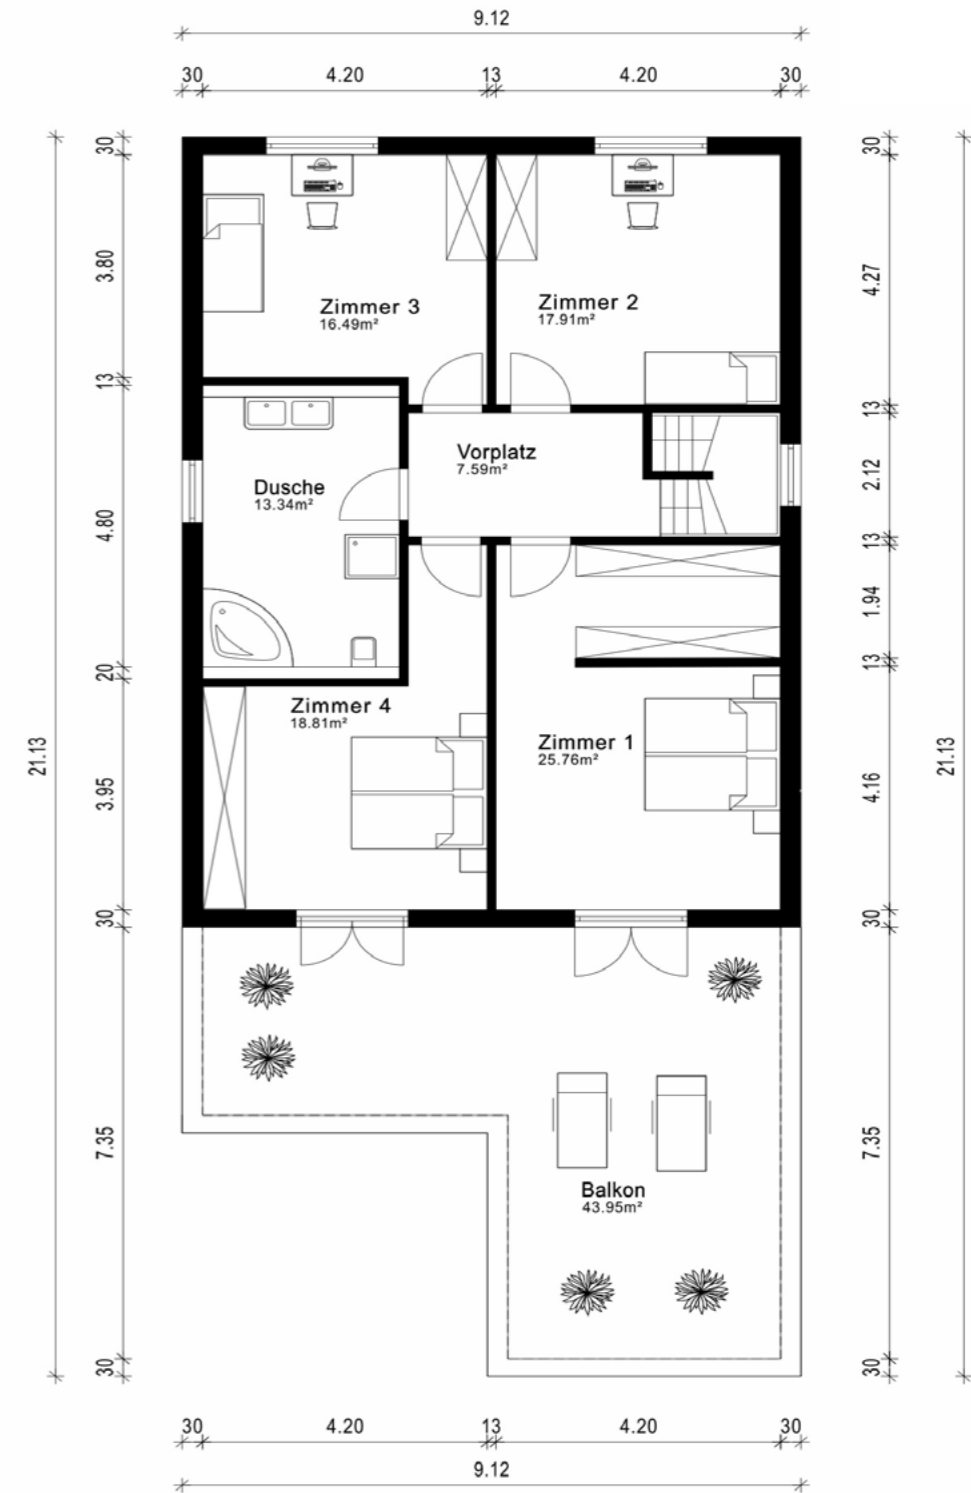 9.12
30 4.20 13 4.20 30
30
3.80
13
4.80
20
3.95
30
7.35
30
21.13
30
4.27
13
2.12
13
1.94
13
4.16
30
7.35
30
21.13
Zimmer 3
16.49m²
Zimmer 2
17.91m²
Vorplatz
7.59m²
Dusche
13.34m²
Zimmer 4
18.81m²
Zimmer 1
25.76m²
Balkon
43.95m²
30 4.20 13 4.20 30
9.12